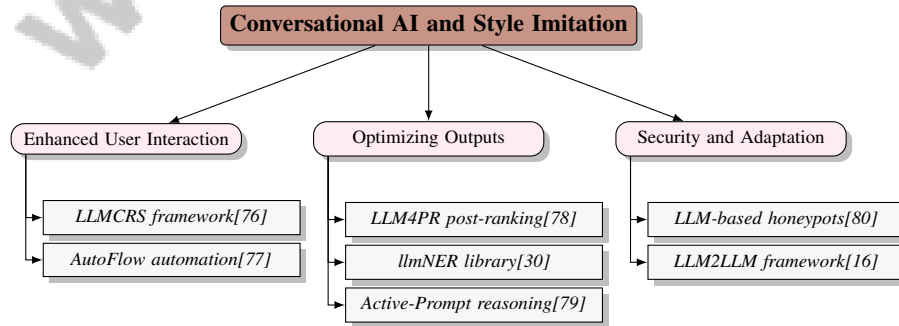 Conversational AI and Style Imitation
Enhanced User Interaction
Optimizing Outputs
Security and Adaptation
LLMCRS framework[76]
AutoFlow automation[77]
LLM4PR post-ranking[78]
llmNER library[30]
Active-Prompt reasoning[79]
LLM-based honeypots[80]
LLM2LLM framework[16]